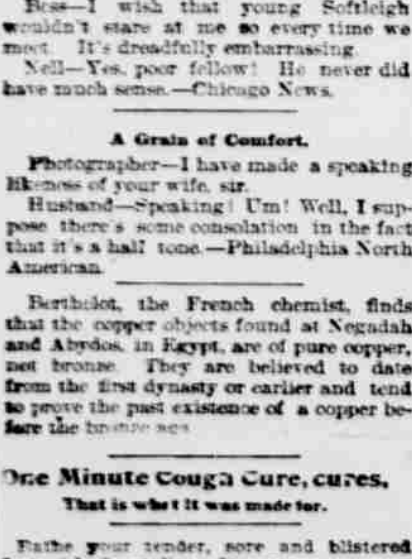 Bess—I wish that young Softleigh
wouldn't stare at me so every time we
meet. It's dreadfully embarrassing.
Nell—Yes, poor fellow! He never did
have much sense.—Chicago News.
A Grain of Comfort.
Photographer—I have made a speaking
likeness of your wife, sir.
Husband—Speaking! Um! Well, I sup-
pose there's some consolation in the fact
that it's a half tone.—Philadelphia North
American.
Berthelot, the French chemist, finds
that the copper objects found at Negadah
and Abydos, in Egypt, are of pure copper,
not bronze. They are believed to date
from the first dynasty or earlier and tend
to prove the past existence of a copper be-
fore the bronze age.
One Minute Cough Cure, cures.
That is what it was made for.
Bathe your tender, sore and blistered